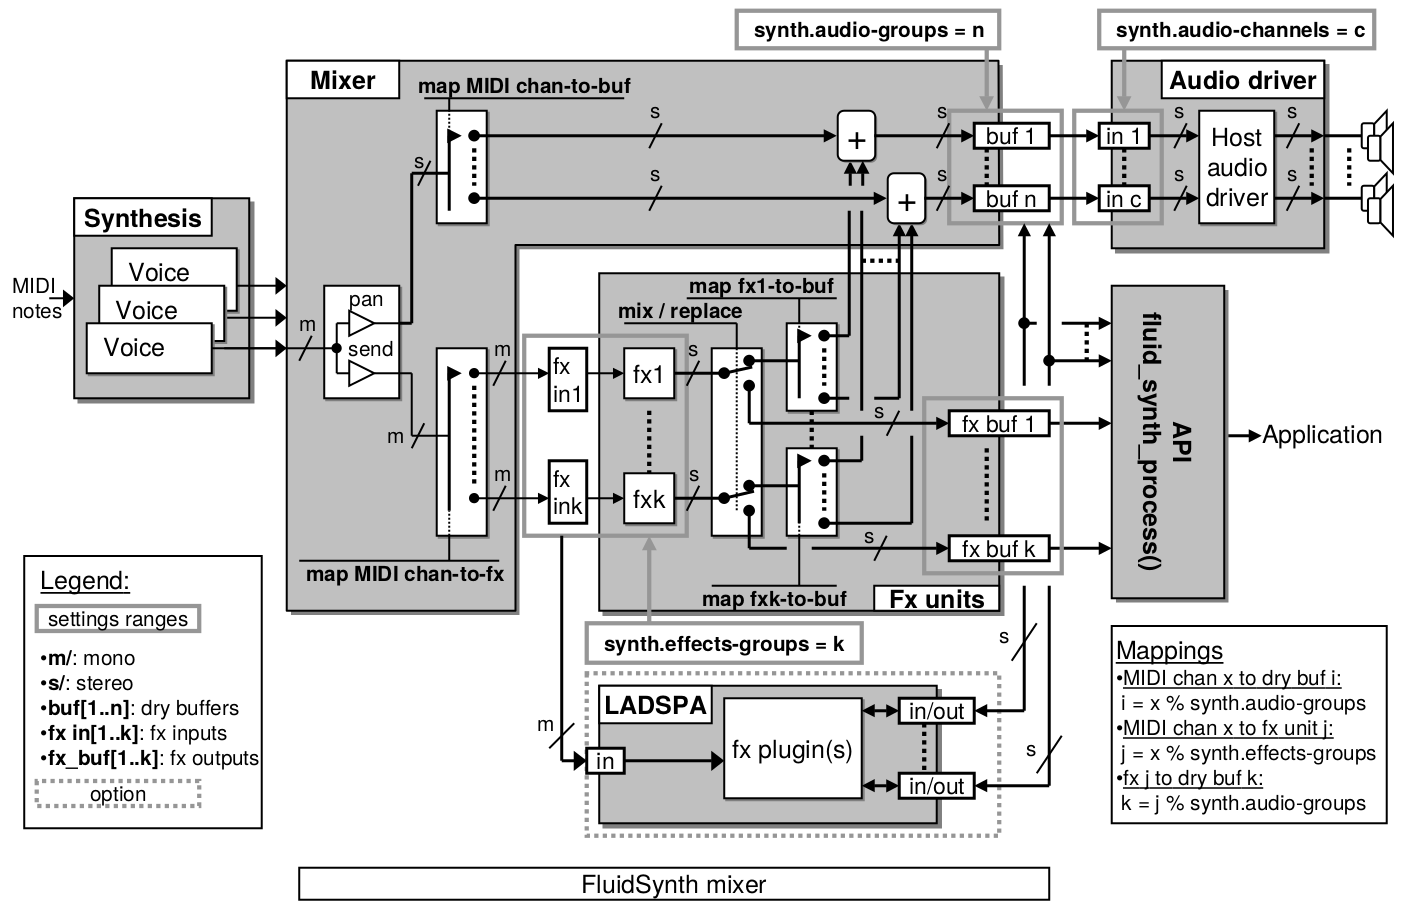 synth.audio-groups = n
synth.audio-channels = c
Mixer
map MIDI chan-to-buf
Audio driver
s
s
s
s
buf 1
in 1
Host
audio
driver
+
s
s
s
s
s
buf n
in c
+
Synthesis
Voice
Voice
Voice
MIDI
notes
m
pan
send
m
map fx1-to-buf
mix / replace
m
fx
in1
fx1
s
s
fx buf 1
m
fx
ink
fxk
s
s
fx buf k
fluid_synth_process()
API
Application
map MIDI chan-to-fx
map fxk-to-buf
Fx units
synth.effects-groups = k
Legend:
settings ranges
•m/: mono
•s/: stereo
•buf[1..n]: dry buffers
•fx in[1..k]: fx inputs
•fx_buf[1..k]: fx outputs
option
LADSPA
m
in
fx plugin(s)
in/out
in/out
s
s
Mappings
•MIDI chan x to dry buf i:
i = x % synth.audio-groups
•MIDI chan x to fx unit j:
j = x % synth.effects-groups
•fx j to dry buf k:
k = j % synth.audio-groups
FluidSynth mixer